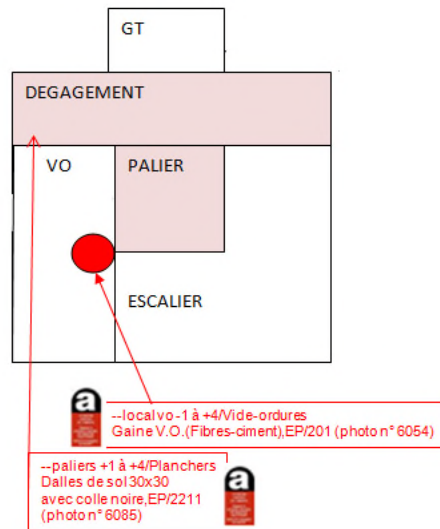 GT
DEGAGEMENT
VO
PALIER
ESCALIER
a
--local vo -1 à +4/Vide-ordures
Gaine V.O.(Fibres-ciment),EP/201 (photo n° 6054)
--paliers +1 à +4/Planchers
Dalles de sol 30x30
avec colle noire,EP/2211
(photo n° 6085)
a